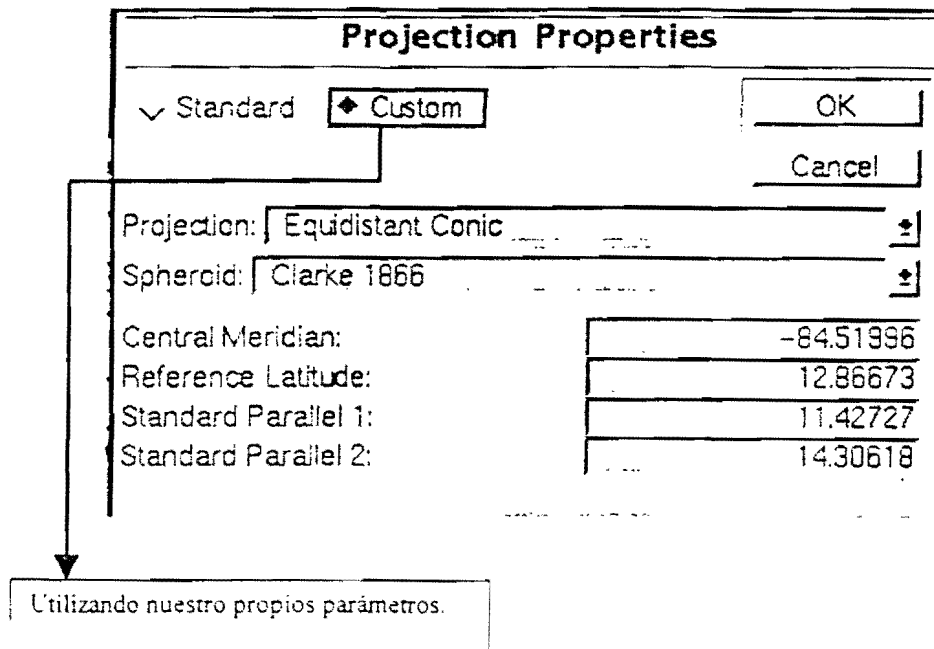 Projection Properties
Standard Custom OK
Cancel
Projection: Equidistant Conic
Spheroid: Clarke 1866
Central Meridian: -84.51996
Reference Latitude: 12.86673
Standard Parallel 1: 11.42727
Standard Parallel 2: 14.30618
Utilizando nuestro propios parámetros.